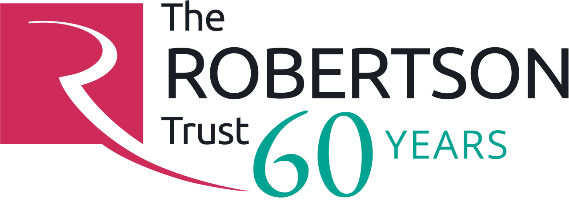 The
ROBERTSON
Trust
60 YEARS